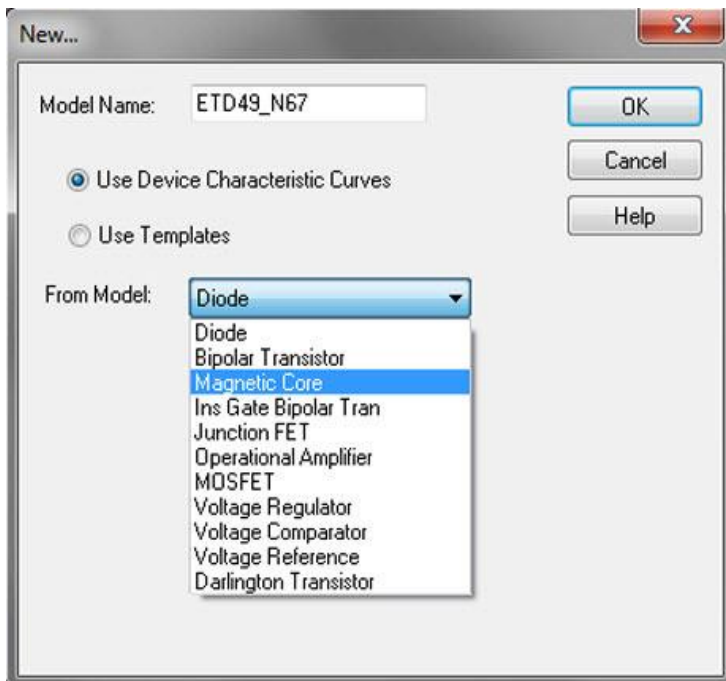 New...
Model Name: ETD49_N67
OK
Cancel
Help
Use Device Characteristic Curves
Use Templates
From Model: Diode
Diode
Bipolar Transistor
Magnetic Core
Ins Gate Bipolar Tran
Junction FET
Operational Amplifier
MOSFET
Voltage Regulator
Voltage Comparator
Voltage Reference
Darlington Transistor